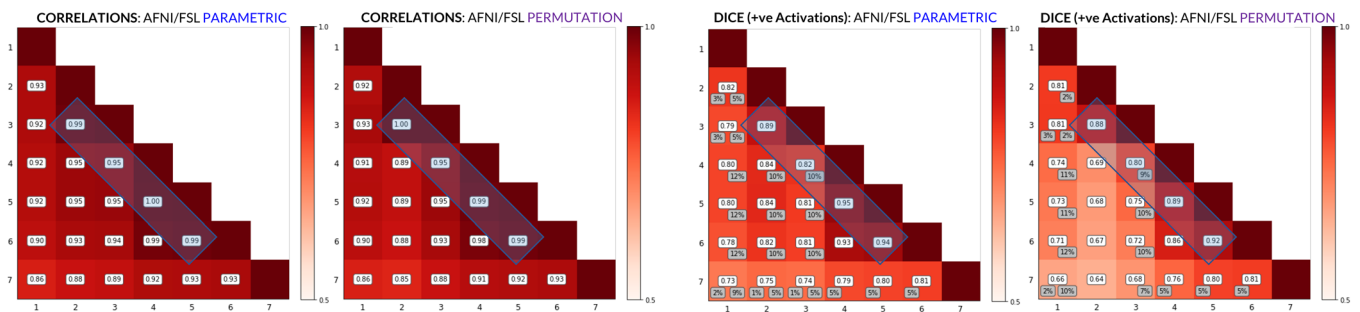 CORRELATIONS: AFNI/FSL PARAMETRIC
1.0
1
2 0.93
3 0.92 0.99
4 0.92 0.95 0.95
5 0.92 0.95 0.95 1.00
6 0.90 0.93 0.94 0.99 0.99
7 0.86 0.88 0.89 0.92 0.93 0.93
0.5
1 2 3 4 5 6 7
CORRELATIONS: AFNI/FSL PERMUTATION
1.0
1
2 0.92
3 0.93 1.00
4 0.91 0.89 0.95
5 0.92 0.89 0.95 0.99
6 0.90 0.88 0.93 0.98 0.99
7 0.86 0.85 0.88 0.91 0.92 0.93
0.5
1 2 3 4 5 6 7
DICE (+ve Activations): AFNI/FSL PARAMETRIC
1.0
1
2 0.82
3% 5%
3 0.79 0.89
3% 5%
4 0.80 0.84 0.82
12% 10% 10%
5 0.80 0.84 0.81 0.95
12% 10% 10%
6 0.78 0.82 0.81 0.93 0.94
12% 10% 10%
7 0.73 0.75 0.74 0.79 0.80 0.81
2% 9% 1% 5% 1% 5% 5% 5% 5%
0.5
1 2 3 4 5 6 7
DICE (+ve Activations): AFNI/FSL PERMUTATION
1.0
1
2 0.81
2%
3 0.81 0.88
3% 2%
4 0.74 0.69 0.80
11% 9%
5 0.73 0.68 0.75 0.89
11% 10%
6 0.71 0.67 0.72 0.86 0.92
12% 10%
7 0.66 0.64 0.68 0.76 0.80 0.81
2% 10% 7% 5% 5% 5%
0.5
1 2 3 4 5 6 7